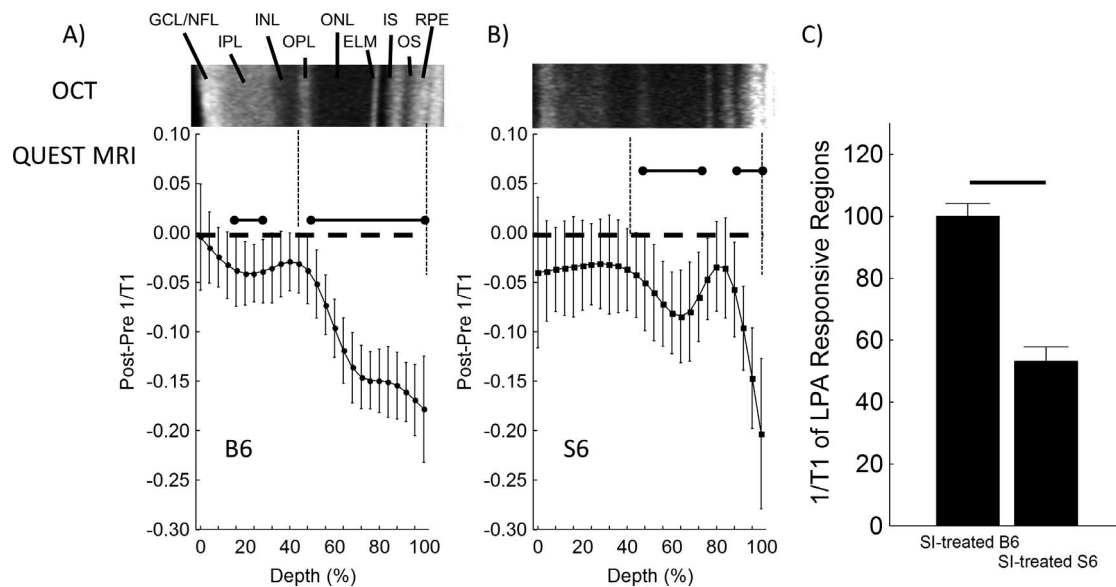 A)
GCL/NFL INL ONL IS RPE
IPL OPL ELM OS
OCT
QUEST MRI
0.10
0.05
0.00
-0.05
-0.10
-0.15
-0.20
-0.25
-0.30
Post-Pre 1/T1
B6
0 20 40 60 80 100
Depth (%)
B)
0.10
0.05
0.00
-0.05
-0.10
-0.15
-0.20
-0.25
-0.30
Post-Pre 1/T1
S6
0 20 40 60 80 100
Depth (%)
C)
1/T1 of LPA Responsive Regions
120
100
80
60
40
20
0
SI-treated B6
SI-treated S6